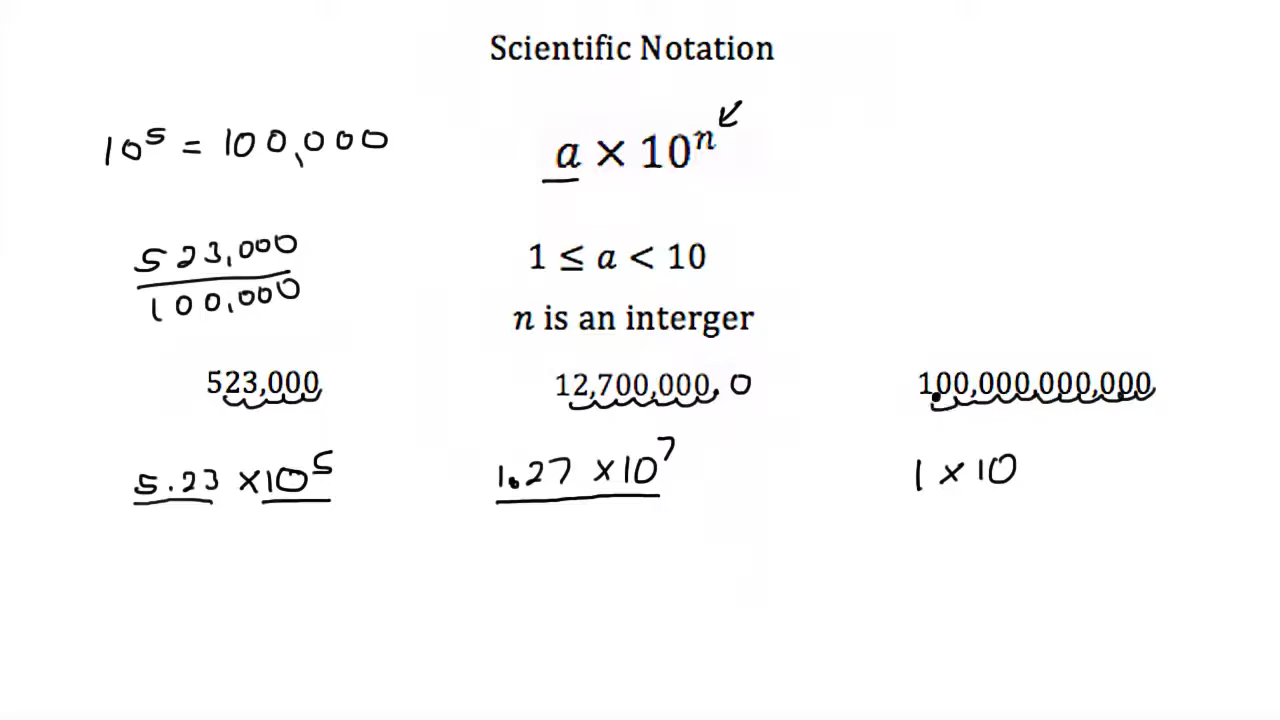 Scientific Notation
10⁵ = 100,000
a × 10ⁿ
523,000
100,000
1 ≤ a < 10
n is an interger
523,000 12,700,000.0 100,000,000,000
5.23 ×10⁵ 1.27 ×10⁷ 1 × 10